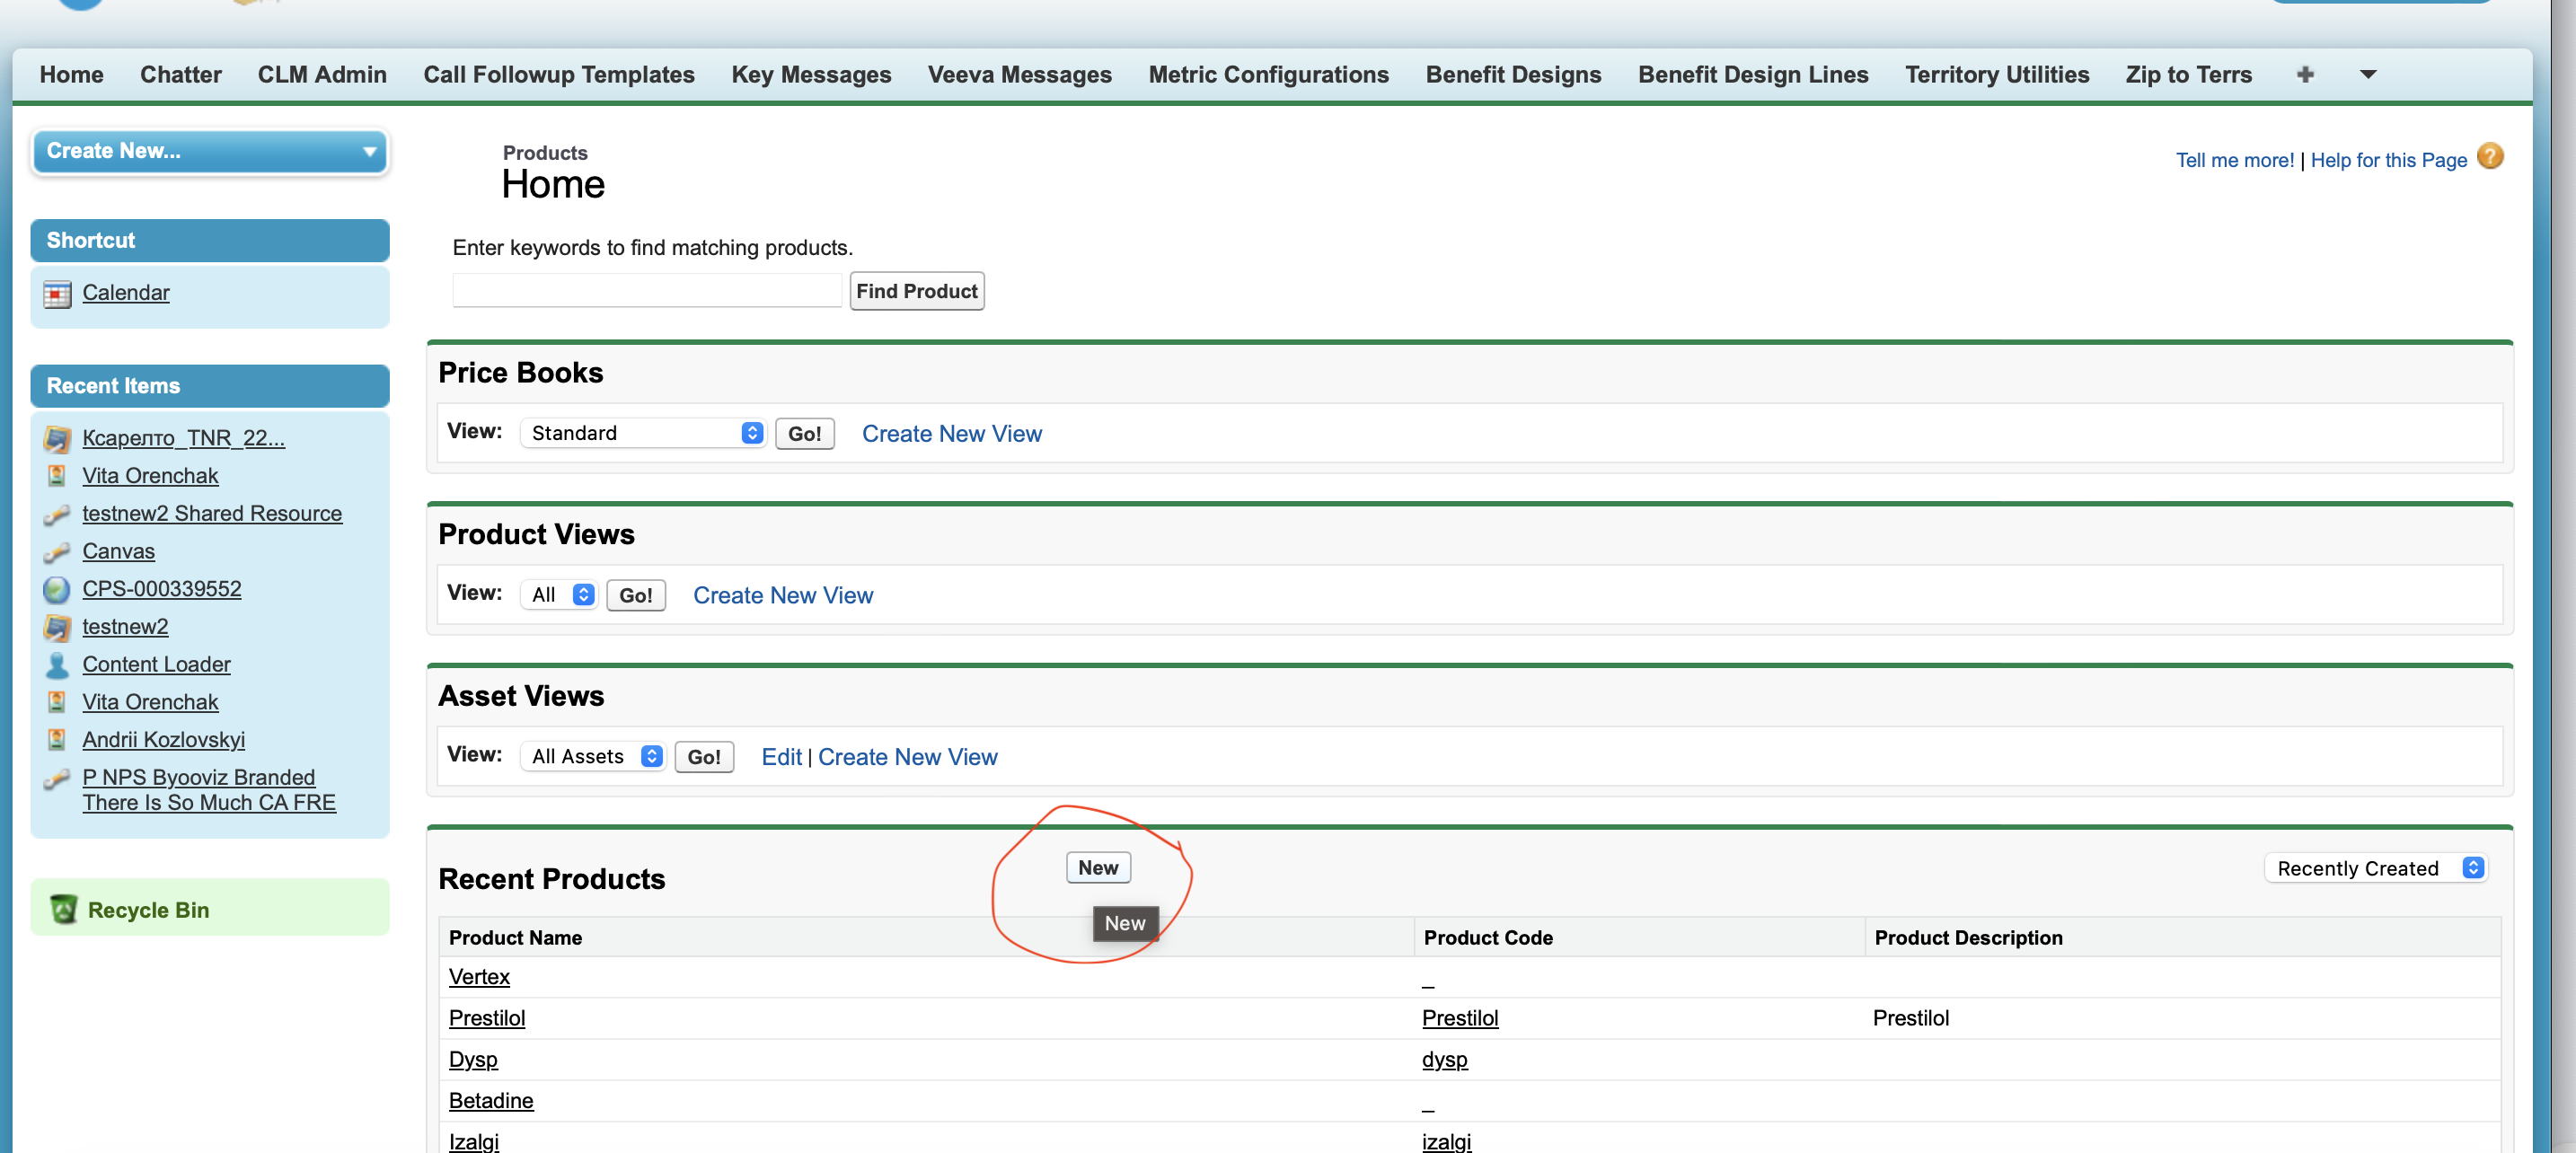 Home Chatter CLM Admin Call Followup Templates Key Messages Veeva Messages Metric Configurations Benefit Designs Benefit Design Lines Territory Utilities Zip to Terrs
Create New...
Shortcut
Calendar
Recent Items
Ксарелто_TNR_22...
Vita Orenchak
testnew2 Shared Resource
Canvas
CPS-000339552
testnew2
Content Loader
Vita Orenchak
Andrii Kozlovskyi
P NPS Byooviz Branded
There Is So Much CA FRE
Recycle Bin
Products
Home
Tell me more! | Help for this Page ?
Enter keywords to find matching products.
Find Product
Price Books
View: Standard Go! Create New View
Product Views
View: All Go! Create New View
Asset Views
View: All Assets Go! Edit | Create New View
Recent Products New Recently Created
New
Product Name Product Code Product Description
Vertex _
Prestilol Prestilol Prestilol
Dysp dysp
Betadine _
Izalgi izalgi